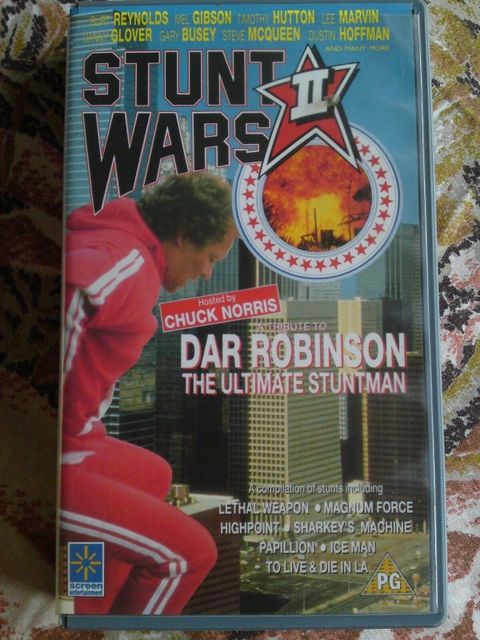 BURT REYNOLDS MEL GIBSON TIMOTHY HUTTON LEE MARVIN
DANNY GLOVER GARY BUSEY STEVE MCQUEEN DUSTIN HOFFMAN
AND MANY MORE
STUNT
WARS
II
Hosted by
CHUCK NORRIS
A TRIBUTE TO
DAR ROBINSON
THE ULTIMATE STUNTMAN
A compilation of stunts including
LETHAL WEAPON • MAGNUM FORCE
HIGHPOINT • SHARKEY'S MACHINE
PAPILLION • ICE MAN
• TO LIVE & DIE IN L.A.
screen
entertainment
PG